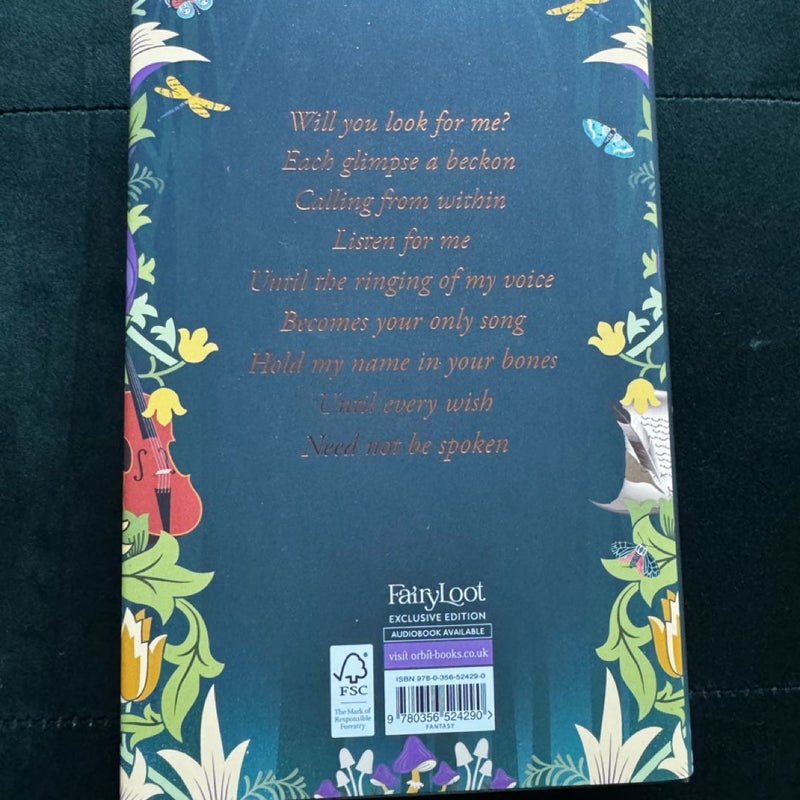 Will you look for me?
Each glimpse a beckon
Calling from within
Listen for me
Until the ringing of my voice
Becomes your only song
Hold my name in your bones
Until every wish
Need not be spoken
FairyLoot
EXCLUSIVE EDITION
AUDIOBOOK AVAILABLE
visit orbit-books.co.uk
ISBN 978-0-356-52429-0
9 780356 524290>
FANTASY
FSC
The Mark of
Responsible
Forestry